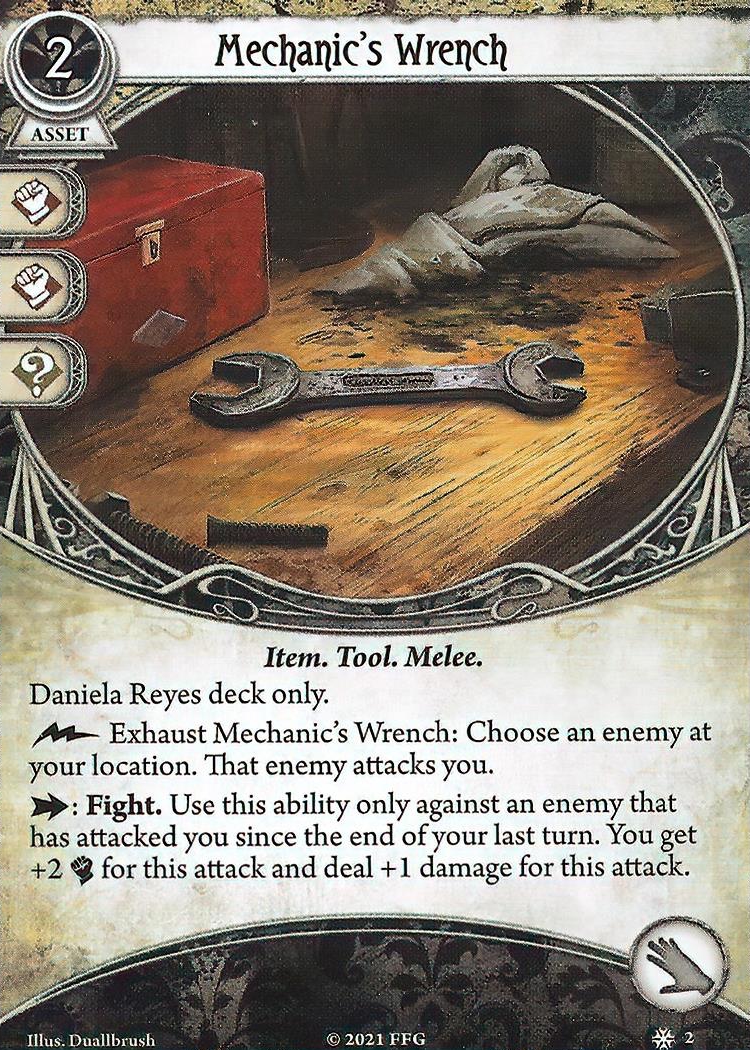 2
Mechanic's Wrench
ASSET
?
Item. Tool. Melee.
Daniela Reyes deck only.
Exhaust Mechanic's Wrench: Choose an enemy at
your location. That enemy attacks you.
: Fight. Use this ability only against an enemy that
has attacked you since the end of your last turn. You get
+2 for this attack and deal +1 damage for this attack.
Illus. Duallbrush
© 2021 FFG
2